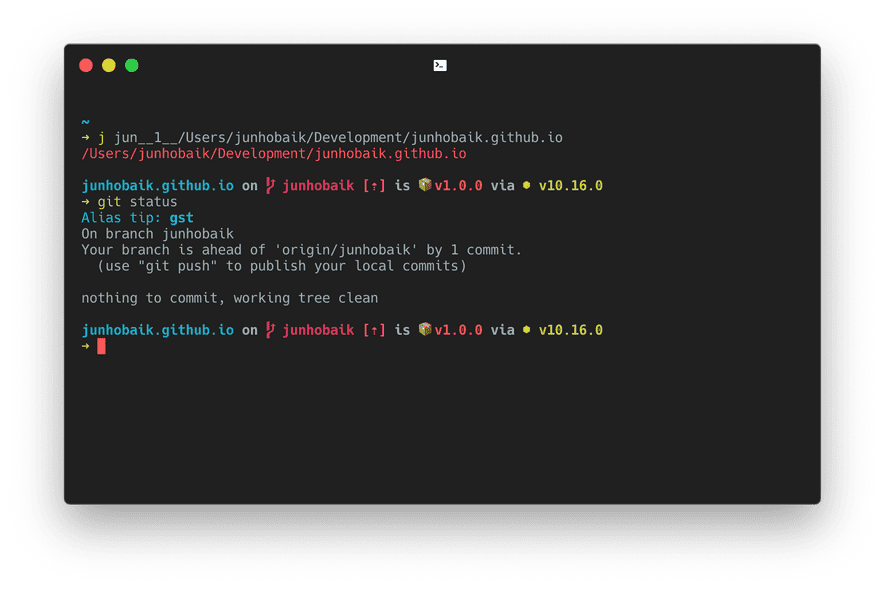 ~
→ j jun__1__/Users/junhobaik/Development/junhobaik.github.io
/Users/junhobaik/Development/junhobaik.github.io
junhobaik.github.io on junhobaik [⇡] is 📦v1.0.0 via ⬢ v10.16.0
→ git status
Alias tip: gst
On branch junhobaik
Your branch is ahead of 'origin/junhobaik' by 1 commit.
(use "git push" to publish your local commits)
nothing to commit, working tree clean
junhobaik.github.io on junhobaik [⇡] is 📦v1.0.0 via ⬢ v10.16.0
→